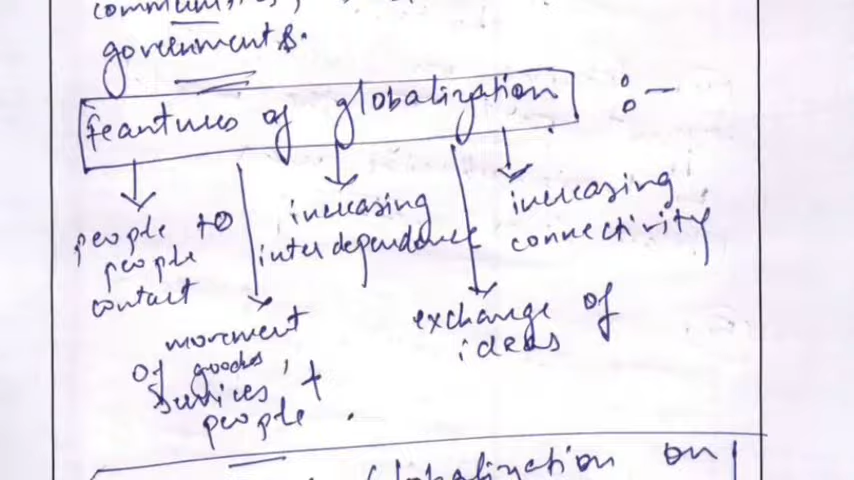 governments.
features of globalization :-
people to
people
contact
movement
of goods,
services, +
people.
increasing
interdependence
exchange of
ideas
increasing
connectivity
Globalization on